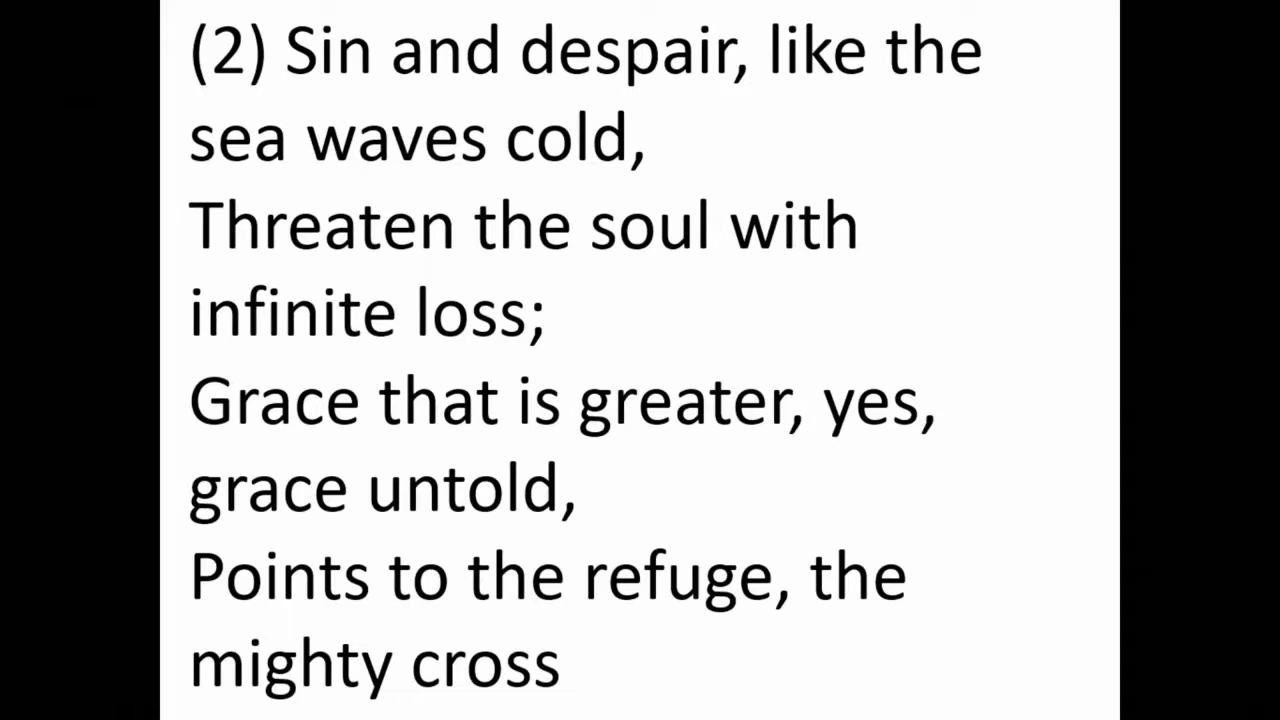 (2) Sin and despair, like the
sea waves cold,
Threaten the soul with
infinite loss;
Grace that is greater, yes,
grace untold,
Points to the refuge, the
mighty cross